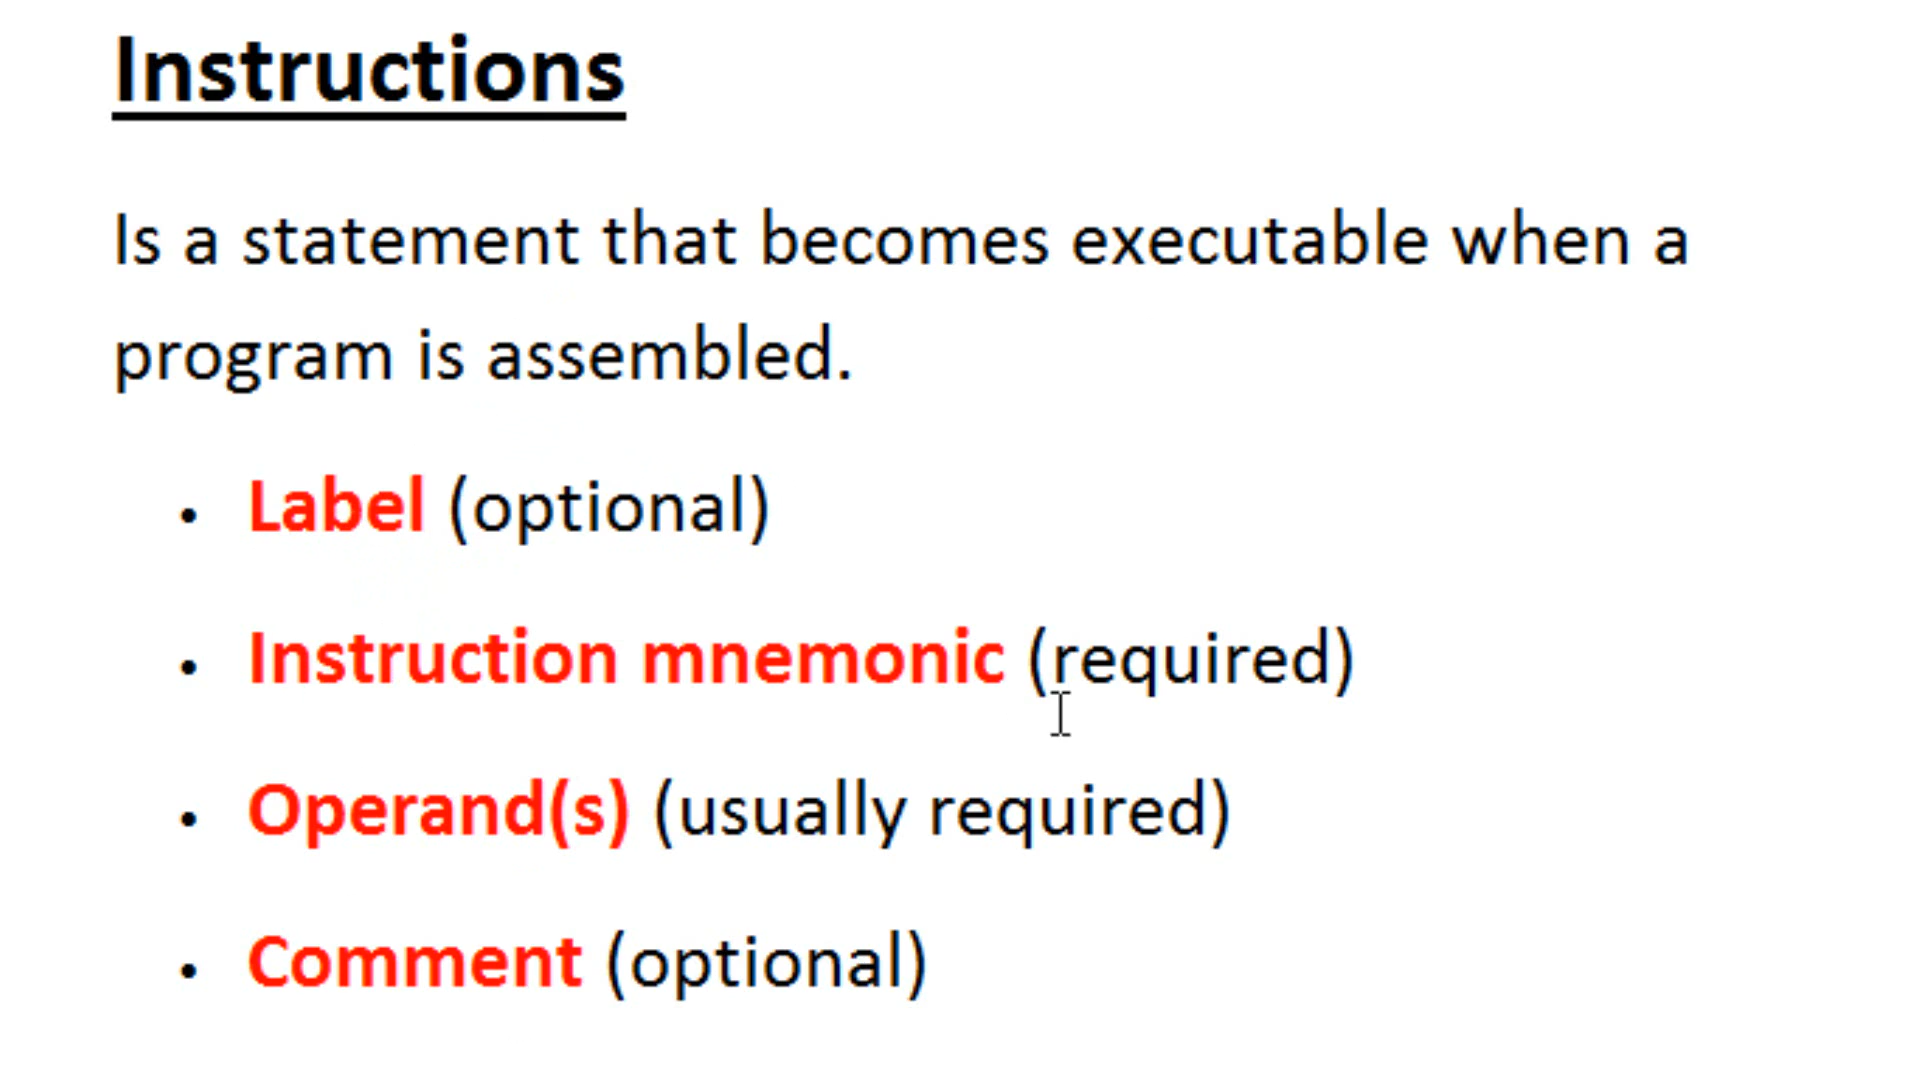 Instructions
Is a statement that becomes executable when a
program is assembled.
• Label (optional)
• Instruction mnemonic (required)
• Operand(s) (usually required)
• Comment (optional)